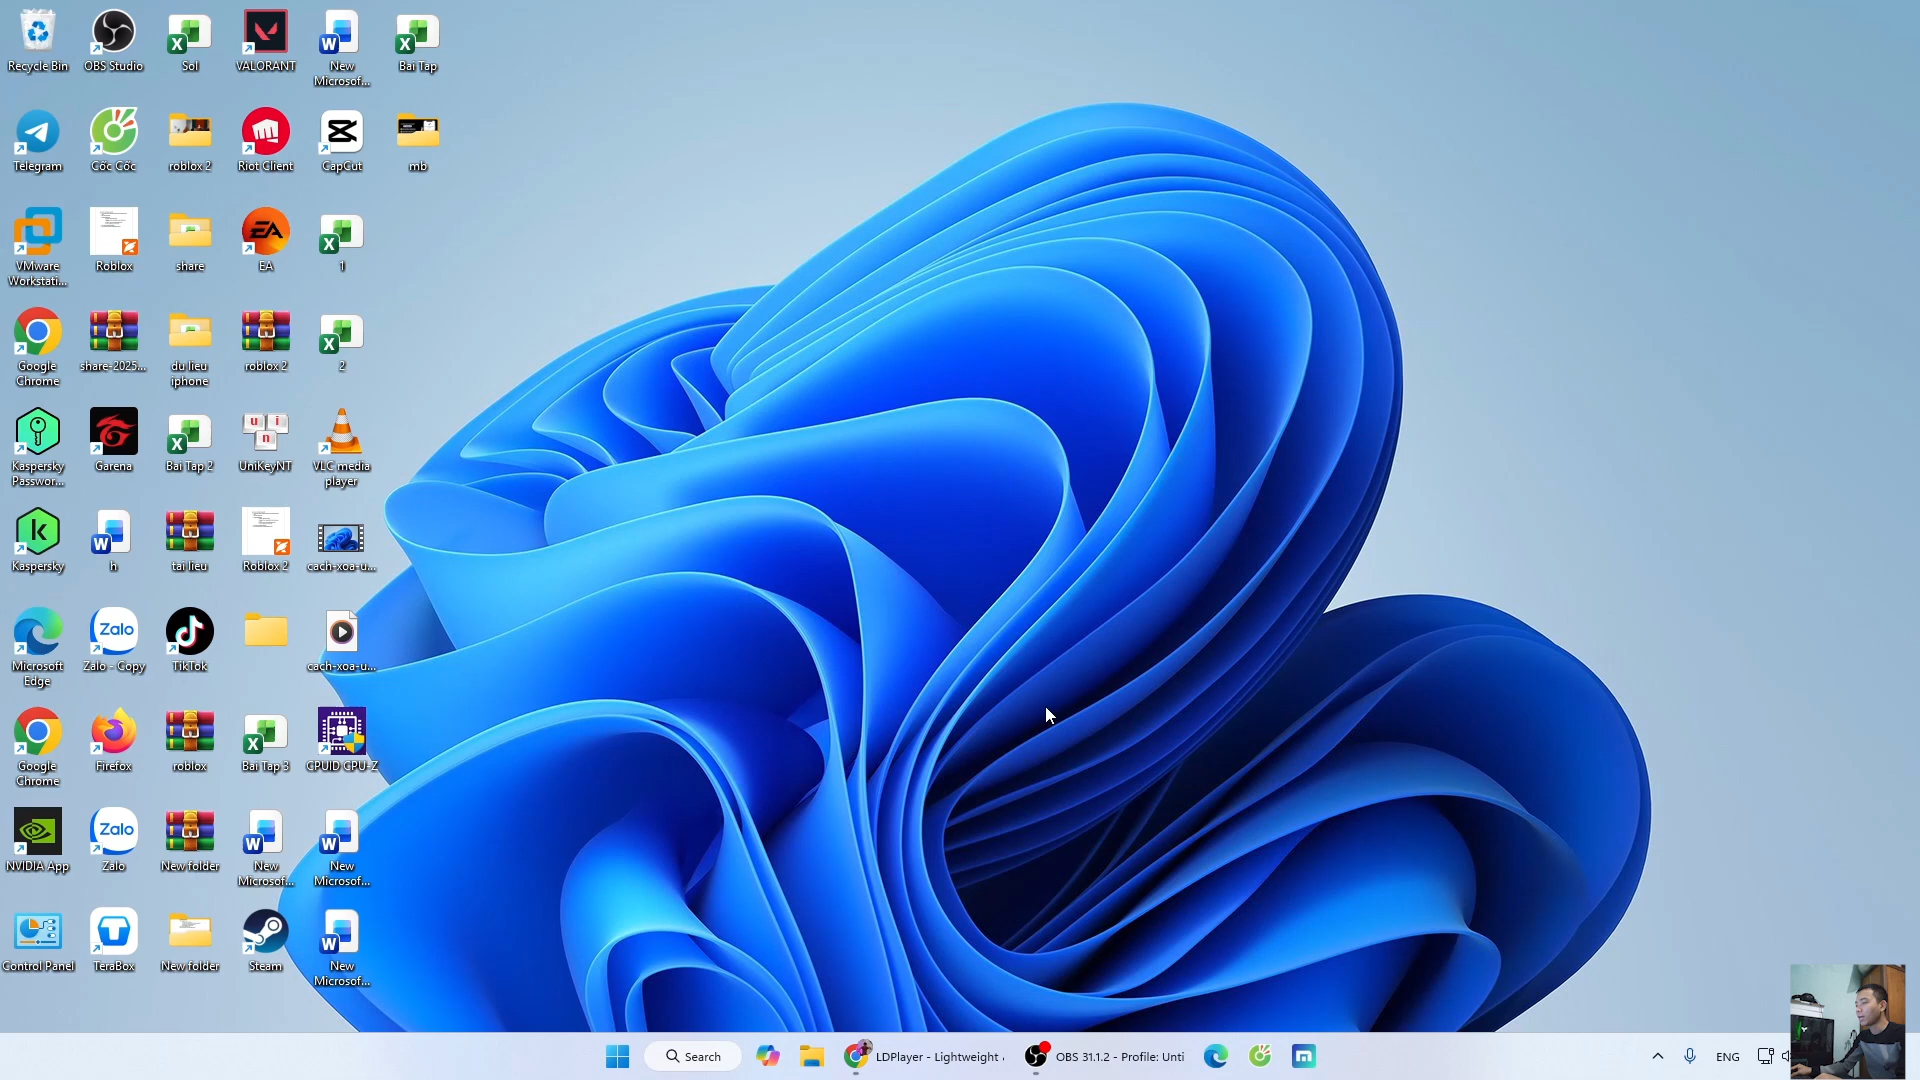 Recycle Bin
OBS Studio
Sol
VALORANT
New
Microsof...
Bai Tap
Telegram
Cốc Cốc
roblox 2
Riot Client
CapCut
mb
VMware
Workstati...
Roblox
share
EA
1
Google
Chrome
share-2025...
du lieu
iphone
roblox 2
2
Kaspersky
Passwor...
Garena
Bai Tap 2
UniKeyNT
VLC media
player
Kaspersky
h
tai lieu
Roblox 2
cach-xoa-u...
Microsoft
Edge
Zalo - Copy
TikTok
cach-xoa-u...
Google
Chrome
Firefox
roblox
Bai Tap 3
CPUID CPU-Z
NVIDIA App
Zalo
New folder
New
Microsof...
New
Microsof...
Control Panel
TeraBox
New folder
Steam
New
Microsof...
Search
LDPlayer - Lightweight
OBS 31.1.2 - Profile: Unti
ENG